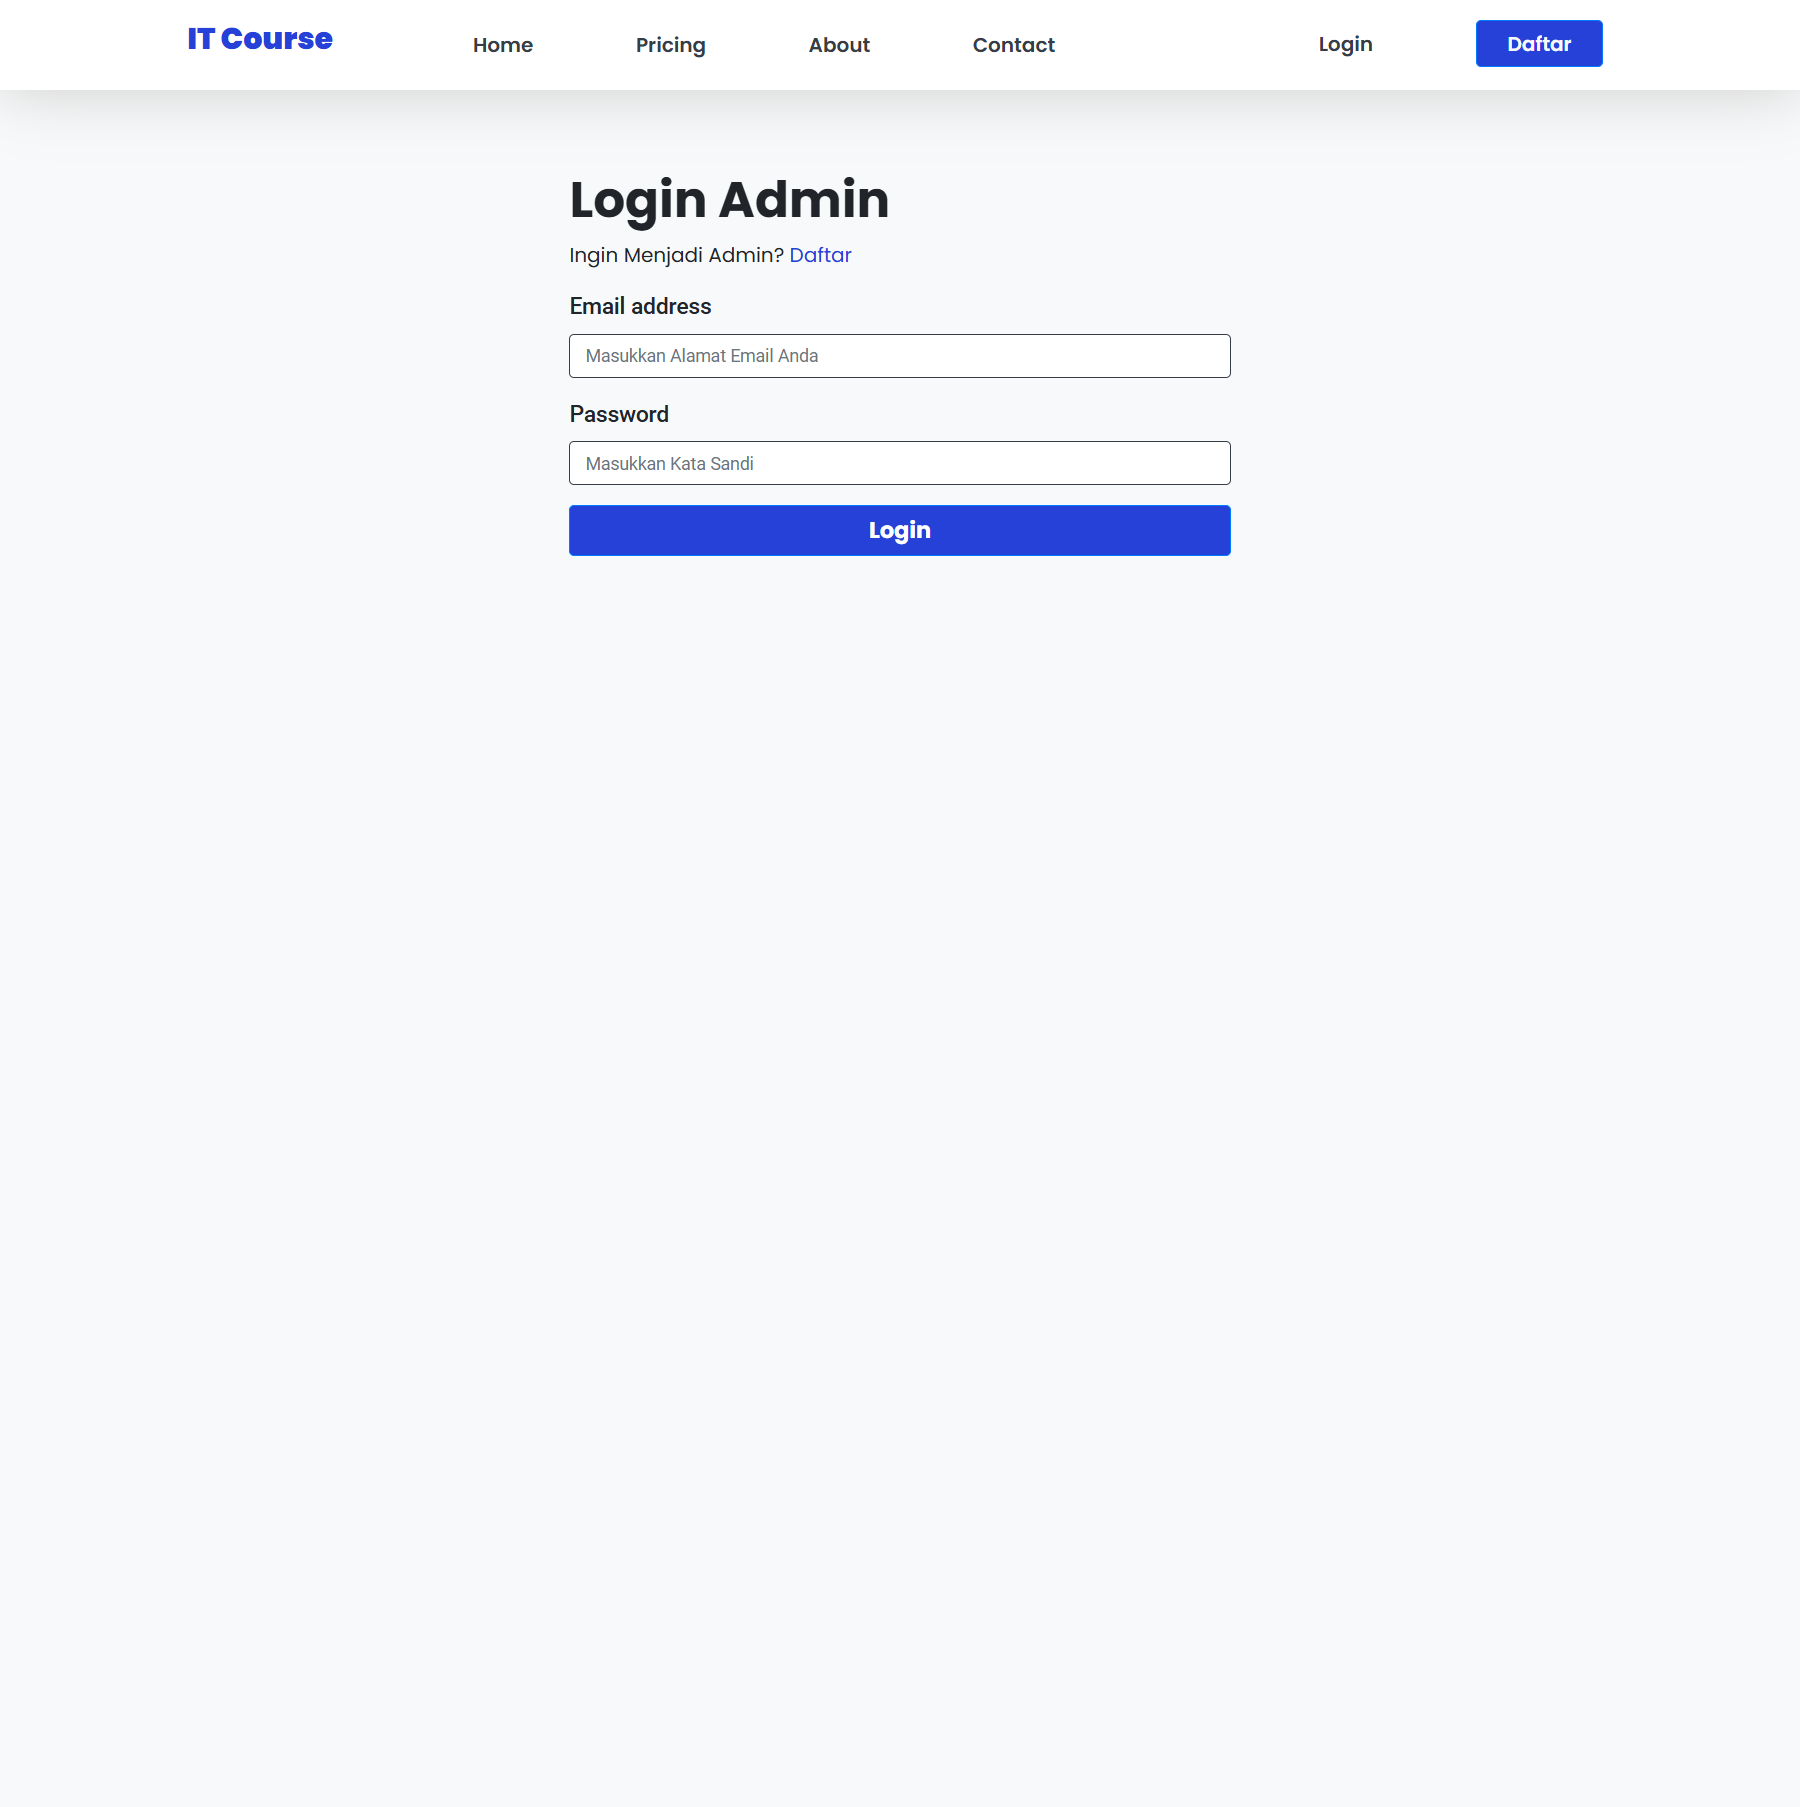 IT Course Home Pricing About Contact Login Daftar
Login Admin
Ingin Menjadi Admin? Daftar
Email address
Masukkan Alamat Email Anda
Password
Masukkan Kata Sandi
Login